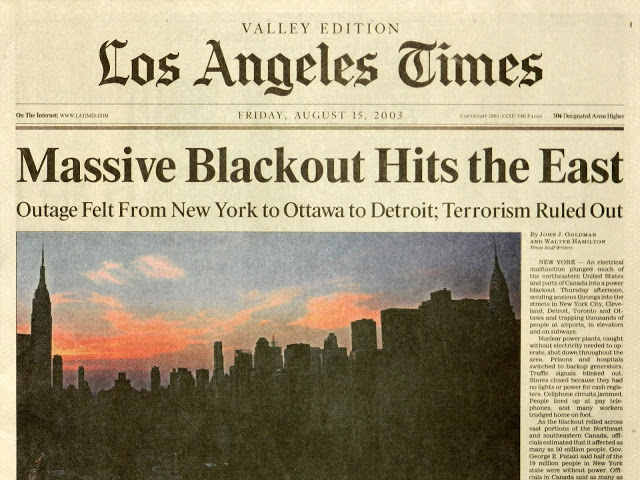 VALLEY EDITION
Los Angeles Times
On The Internet: WWW.LATIMES.COM
FRIDAY, AUGUST 15, 2003
COPYRIGHT 2003/ 140 PAGES
50¢ Designated Areas Higher
Massive Blackout Hits the East
Outage Felt From New York to Ottawa to Detroit; Terrorism Ruled Out
By JOHN J. GOLDMAN
AND WALTER HAMILTON
Times Staff Writers
NEW YORK — An electrical
malfunction plunged much of
the northeastern United States
and parts of Canada into a power
blackout Thursday afternoon,
sending anxious throngs into the
streets in New York City, Cleve-
land, Detroit, Toronto and Ot-
tawa and trapping thousands of
people at airports, in elevators
and on subways.
Nuclear power plants, caught
without electricity needed to op-
erate, shut down throughout the
area. Prisons and hospitals
switched to backup generators.
Traffic signals blinked out.
Stores closed because they had
no lights or power for cash regis-
ters. Cellphone circuits jammed.
People lined up at pay tele-
phones, and many workers
trudged home on foot.
As the blackout rolled across
vast portions of the Northeast
and southeastern Canada, offi-
cials estimated that it affected as
many as 50 million people. Gov.
George E. Pataki said half of the
19 million people in New York
state were without power. Offi-
cials in Canada said as many as